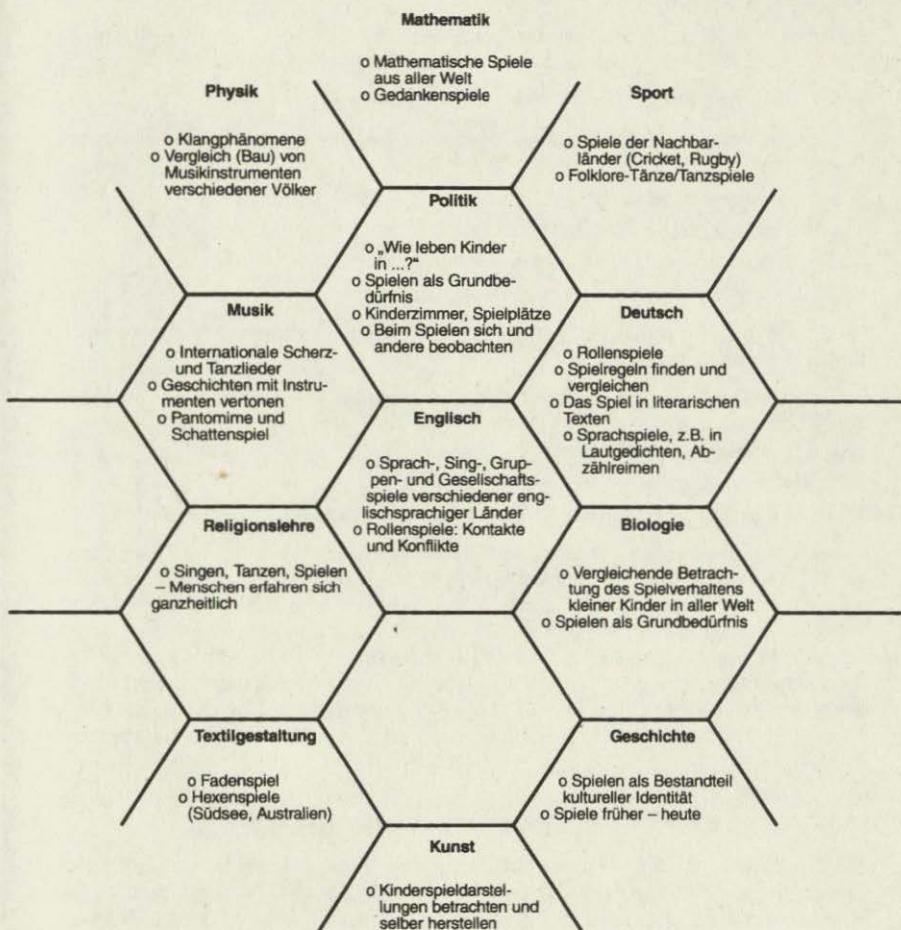 Mathematik
o Mathematische Spiele
aus aller Welt
o Gedankenspiele
Physik
o Klangphänomene
o Vergleich (Bau) von
Musikinstrumenten
verschiedener Völker
Sport
o Spiele der Nachbar-
länder (Cricket, Rugby)
o Folklore-Tänze/Tanzspiele
Politik
o „Wie leben Kinder
in ...?"
o Spielen als Grundbe-
dürfnis
o Kinderzimmer, Spielplätze
o Beim Spielen sich und
andere beobachten
Musik
o Internationale Scherz-
und Tanzlieder
o Geschichten mit Instru-
menten vertonen
o Pantomime und
Schattenspiel
Deutsch
o Rollenspiele
o Spielregeln finden und
vergleichen
o Das Spiel in literarischen
Texten
o Sprachspiele, z.B. in
Lautgedichten, Ab-
zählreimen
Englisch
o Sprach-, Sing-, Grup-
pen- und Gesellschafts-
spiele verschiedener eng-
lischsprachiger Länder
o Rollenspiele: Kontakte
und Konflikte
Religionslehre
o Singen, Tanzen, Spielen
– Menschen erfahren sich
ganzheitlich
Biologie
o Vergleichende Betrach-
tung des Spielverhaltens
kleiner Kinder in aller Welt
o Spielen als Grundbedürfnis
Textilgestaltung
o Fadenspiel
o Hexenspiele
(Südsee, Australien)
Geschichte
o Spielen als Bestandteil
kultureller Identität
o Spiele früher – heute
Kunst
o Kinderspieldarstel-
lungen betrachten und
selber herstellen